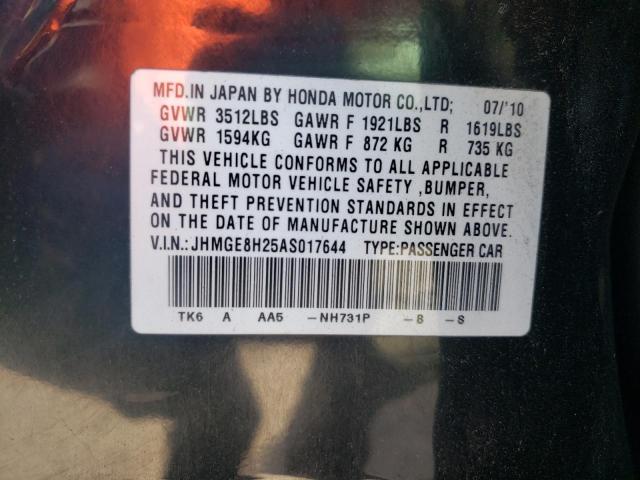 MFD.IN JAPAN BY HONDA MOTOR CO.,LTD; 07/'10
GVWR 3512LBS GAWR F 1921LBS R 1619LBS
GVWR 1594KG GAWR F 872 KG R 735 KG
THIS VEHICLE CONFORMS TO ALL APPLICABLE
FEDERAL MOTOR VEHICLE SAFETY ,BUMPER,
AND THEFT PREVENTION STANDARDS IN EFFECT
ON THE DATE OF MANUFACTURE SHOWN ABOVE.
V.I.N.:JHMGE8H25AS017644 TYPE:PASSENGER CAR
TK6 A AA5 -NH731P -8 -S